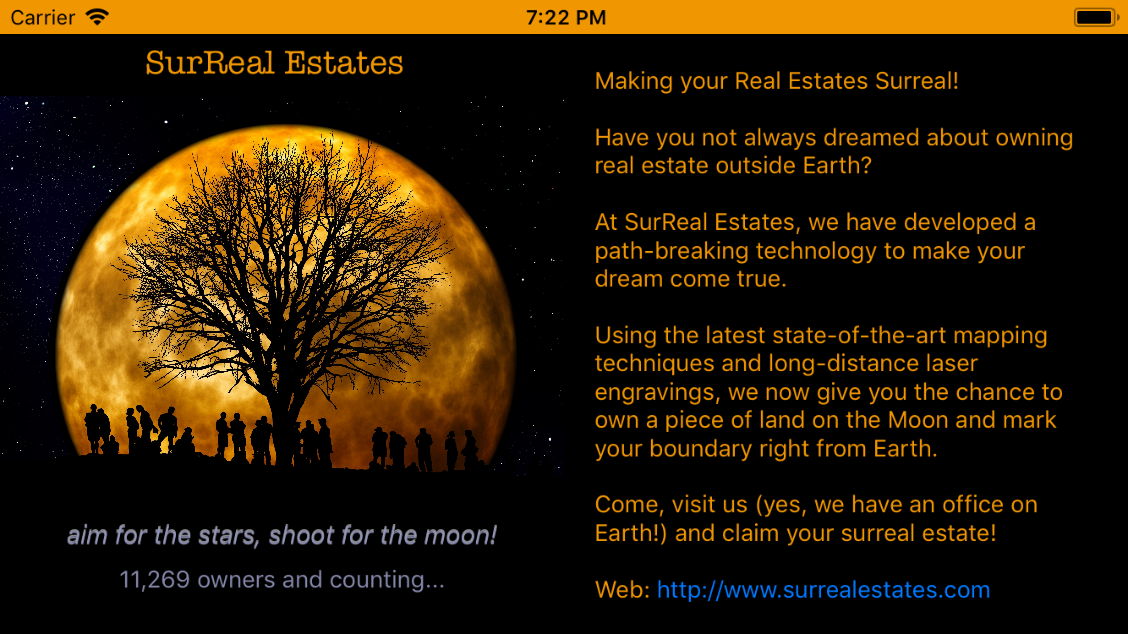 Carrier
7:22 PM
SurReal Estates
aim for the stars, shoot for the moon!
11,269 owners and counting...
Making your Real Estates Surreal!
Have you not always dreamed about owning
real estate outside Earth?
At SurReal Estates, we have developed a
path-breaking technology to make your
dream come true.
Using the latest state-of-the-art mapping
techniques and long-distance laser
engravings, we now give you the chance to
own a piece of land on the Moon and mark
your boundary right from Earth.
Come, visit us (yes, we have an office on
Earth!) and claim your surreal estate!
Web: http://www.surrealestates.com